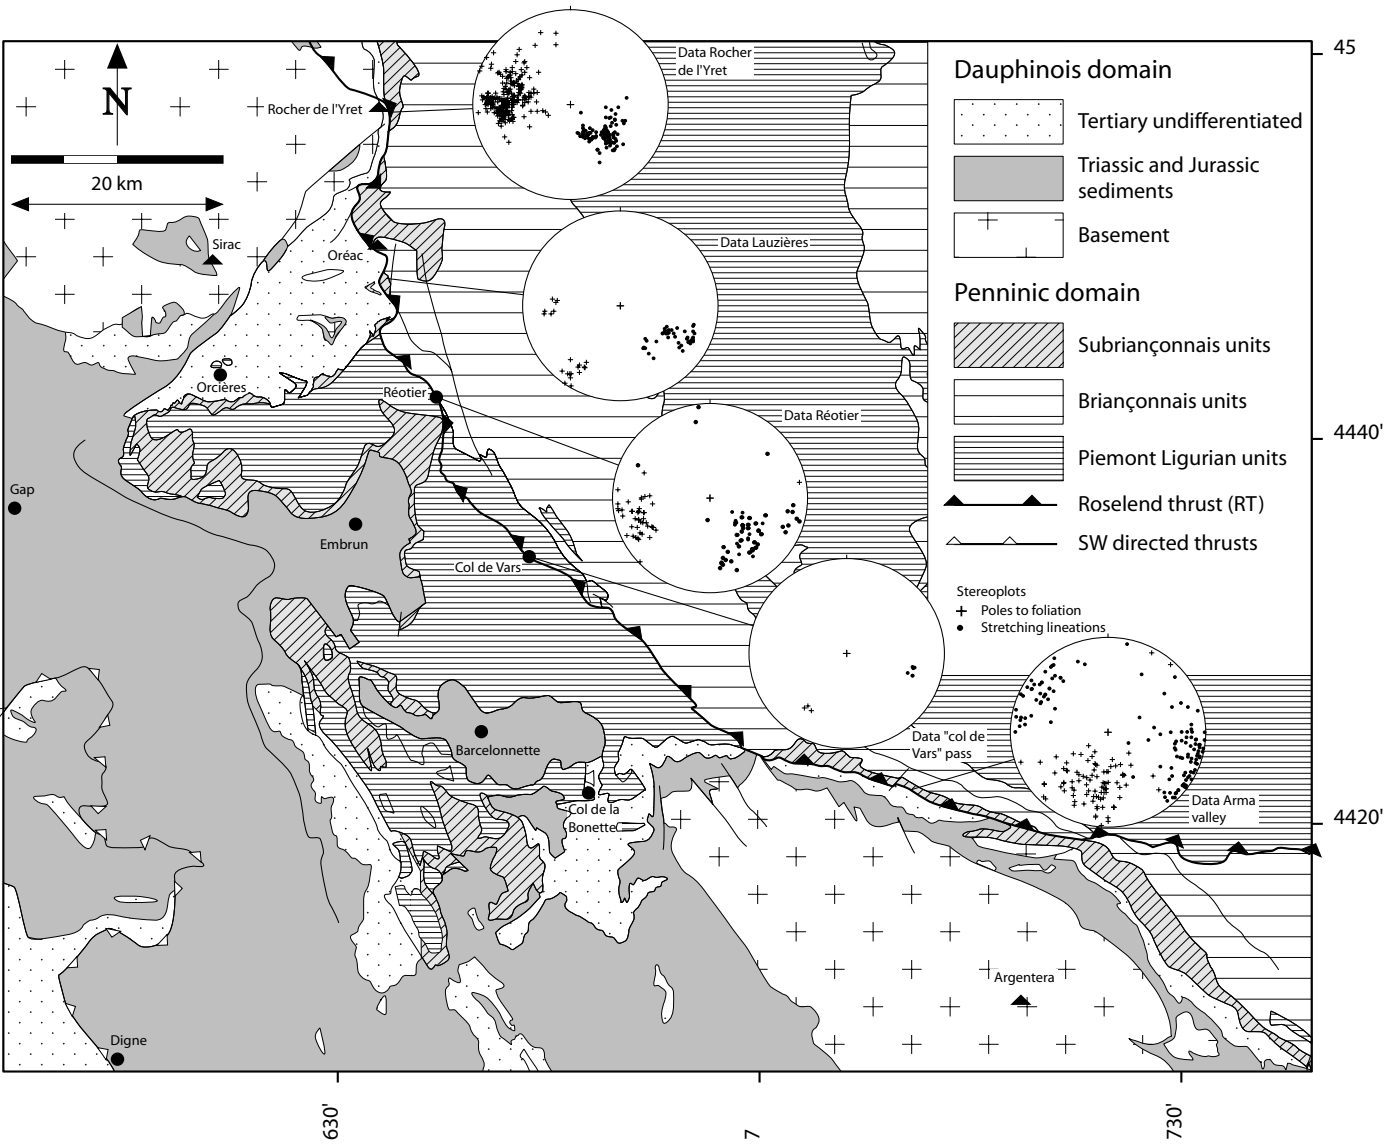 Data Rocher
de l'Yret
45
Dauphinois domain
N
Rocher de l'Yret
Tertiary undifferentiated
20 km
Triassic and Jurassic
sediments
Sirac
Oréac
Data Lauzières
Basement
Penninic domain
Subriançonnais units
Orcières
Réotier
Data Réotier
Briançonnais units
4440'
Piemont Ligurian units
Gap
Roselend thrust (RT)
Embrun
Col de Vars
SW directed thrusts
Stereoplots
Poles to foliation
Stretching lineations
Barcelonnette
Data "col de
Vars" pass
Col de la
Bonette
Data Arma
valley
4420'
Argentera
Digne
630'
7
730'